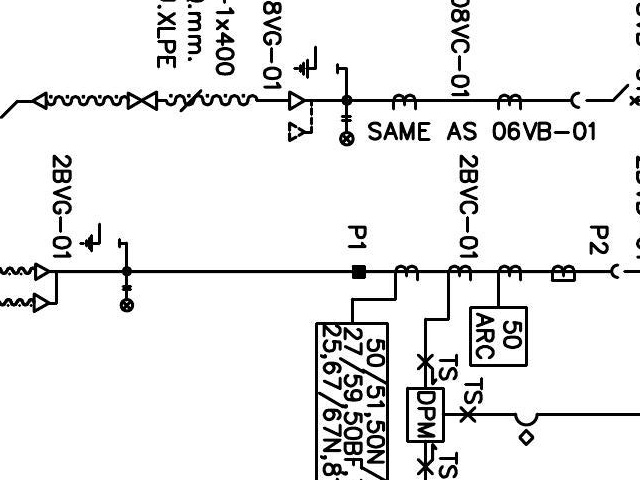 -1x400
.mm.
.XLPE
8VG-01
08VC-01
SAME AS 06VB-01
2BVG-01
2BVC-01
P1
P2
50
ARC
50/51,50N/
27/59,50BF,
25,67/67N,8
TS
TS
DPM
TS